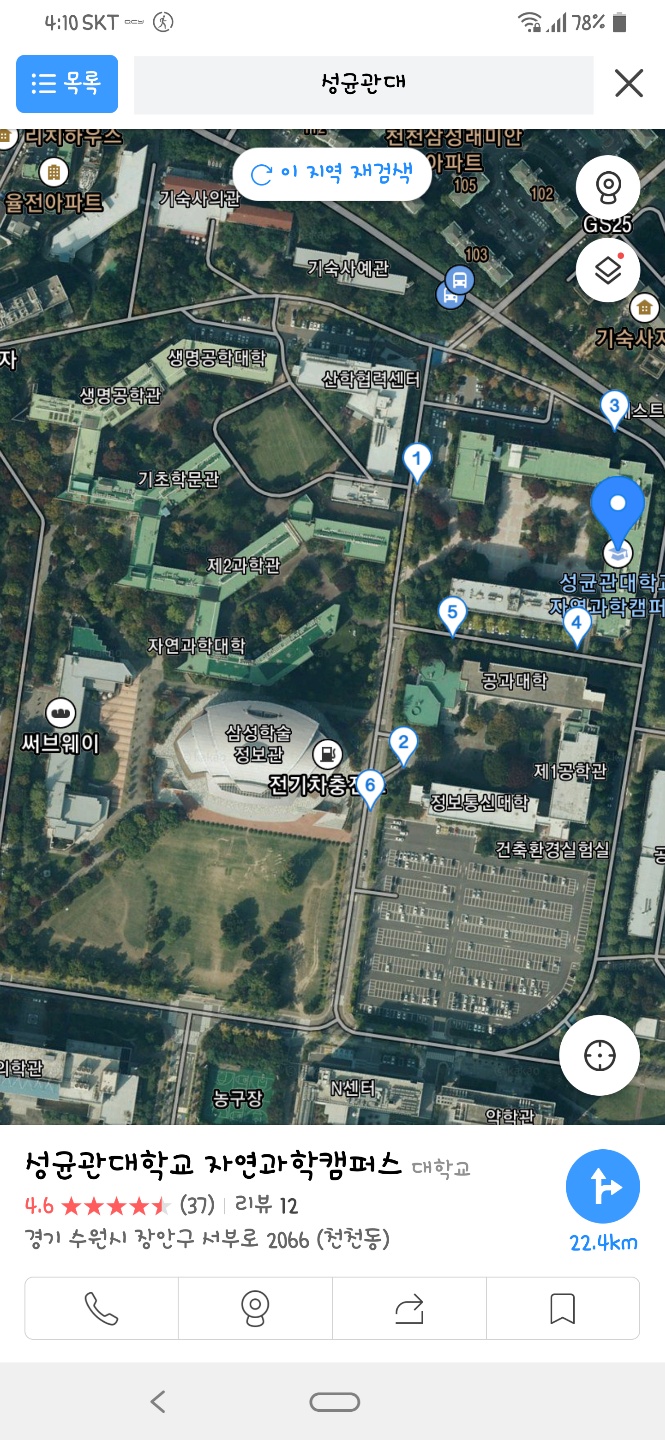 4:10 SKT
78%
목록
성균관대
리치하우스
천천삼성래미안
아파트
이 지역 재검색
율전아파트
기숙사의관
105
102
GS25
103
기숙사예관
기숙사지
자
생명공학대학
산학협력센터
생명공학관
3
1
기초학문관
제2과학관
성균관대학교
자연과학캠퍼
5
4
자연과학대학
공과대학
삼성학술
정보관
써브웨이
2
전기차충전
제1공학관
6
정보통신대학
건축환경실험실
공
의학관
농구장
N센터
약학관
성균관대학교 자연과학캠퍼스 대학교
4.6 ★★★★★ (37) | 리뷰 12
경기 수원시 장안구 서부로 2066 (천천동)
22.4km